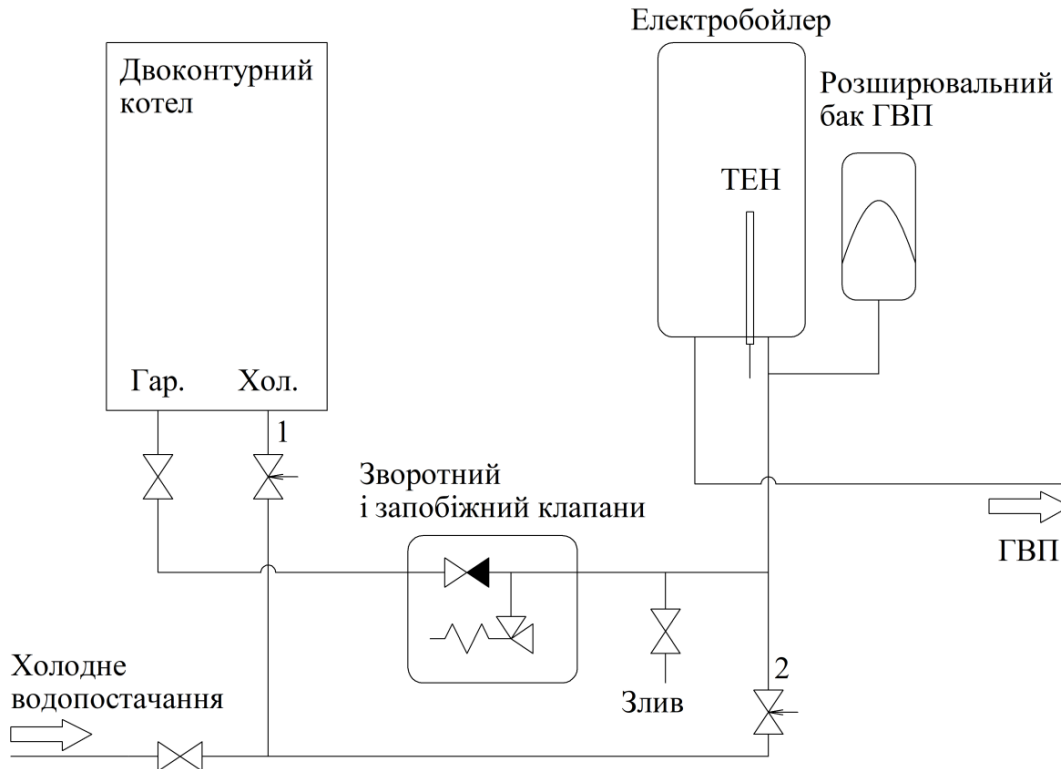 Електробойлер
Двоконтурний
котел
Розширювальний
бак ГВП
ТЕН
Гар.
Хол.
1
Зворотний
і запобіжний клапани
ГВП
Холодне
водопостачання
Злив
2